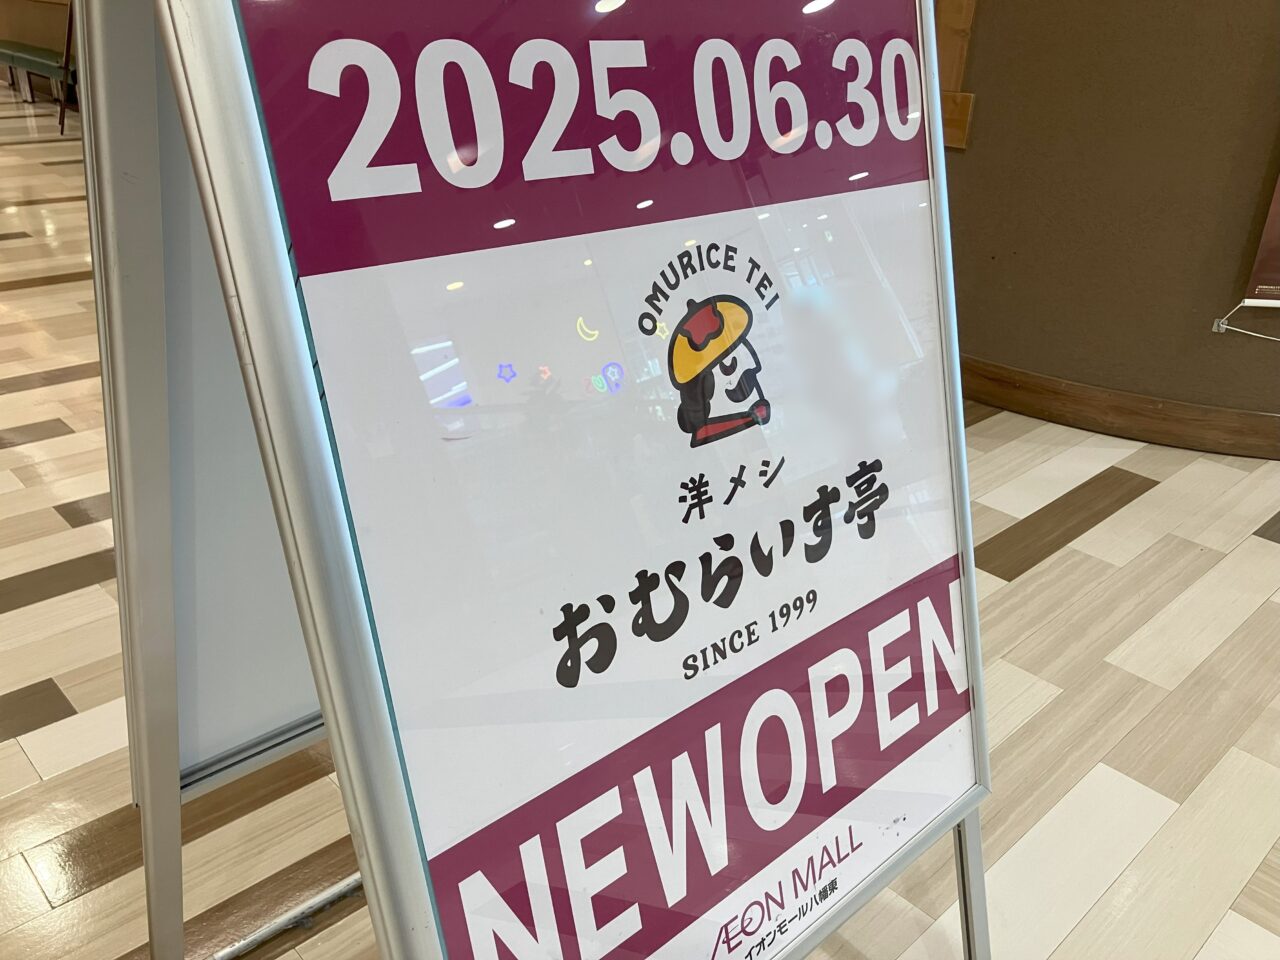 2025.06.30
OMURICE TEI
洋メシ
おむらいす亭
SINCE 1999
NEWOPEN
ÆON MALL
イオンモール八幡東